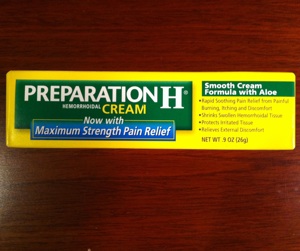 PREPARATION H®
HEMORRHOIDAL CREAM
Now with
Maximum Strength Pain Relief
Smooth Cream
Formula with Aloe
•Rapid Soothing Pain Relief from Painful
Burning, Itching and Discomfort
•Shrinks Swollen Hemorrhoidal Tissue
•Protects Irritated Tissue
•Relieves External Discomfort
NET WT .9 OZ (26g)